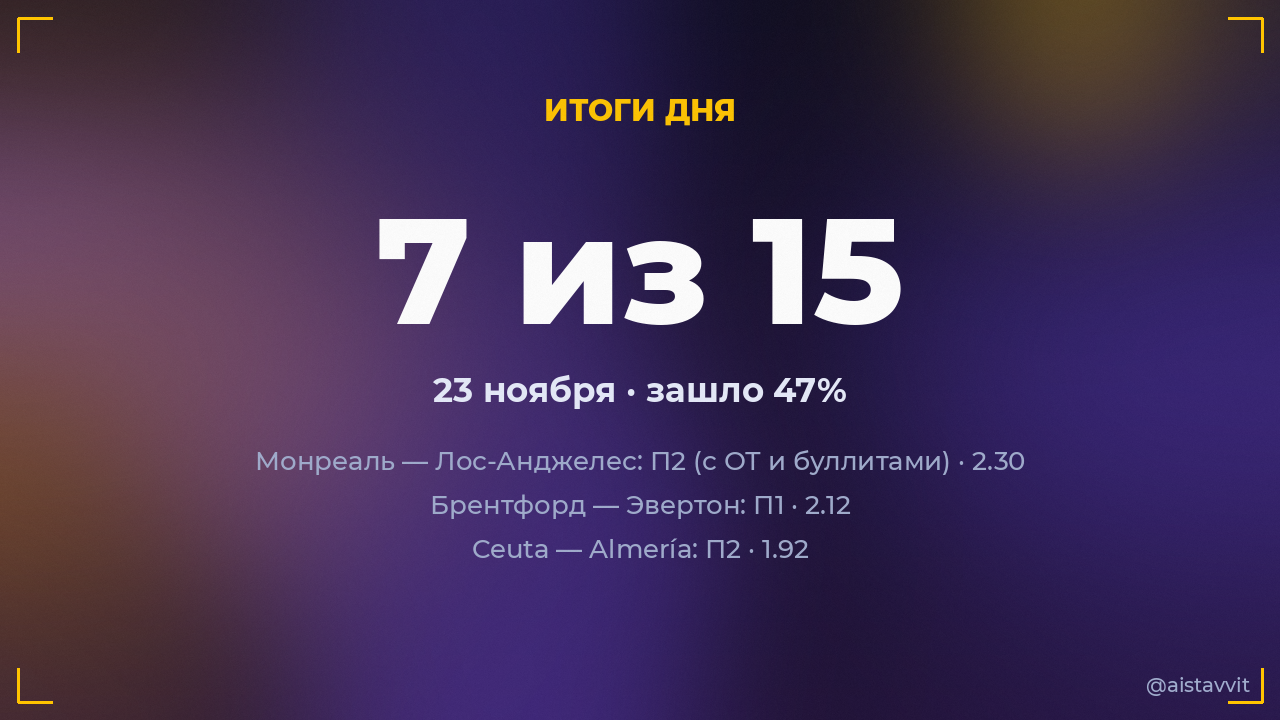 ИТОГИ ДНЯ
7 из 15
23 ноября · зашло 47%
Монреаль — Лос-Анджелес: П2 (с ОТ и буллитами) · 2.30
Брентфорд — Эвертон: П1 · 2.12
Ceuta — Almería: П2 · 1.92
@aistavvit